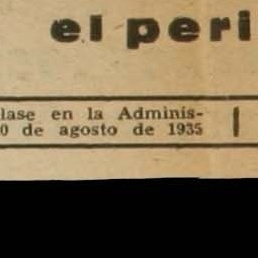 el peri
lase en la Adminis-
0 de agosto de 1935